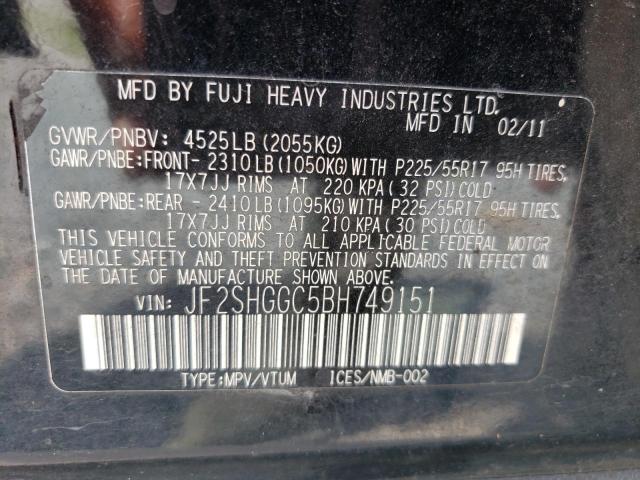 MFD BY FUJI HEAVY INDUSTRIES LTD.
MFD IN 02/11
GVWR/PNBV: 4525LB (2055KG)
GAWR/PNBE:FRONT- 2310LB(1050KG)WITH P225/55R17 95H TIRES,
17X7JJ RIMS AT 220 KPA (32 PSI)COLD
GAWR/PNBE:REAR - 2410LB(1095KG)WITH P225/55R17 95H TIRES,
17X7JJ RIMS AT 210 KPA (30 PSI)COLD
THIS VEHICLE CONFORMS TO ALL APPLICABLE FEDERAL MOTOR
VEHICLE SAFETY AND THEFT PREVENTION STANDARDS IN EFFECT ON
THE DATE OF MANUFACTURE SHOWN ABOVE.
VIN: JF2SHGGC5BH749151
TYPE:MPV/VTUM ICES/NMB-002